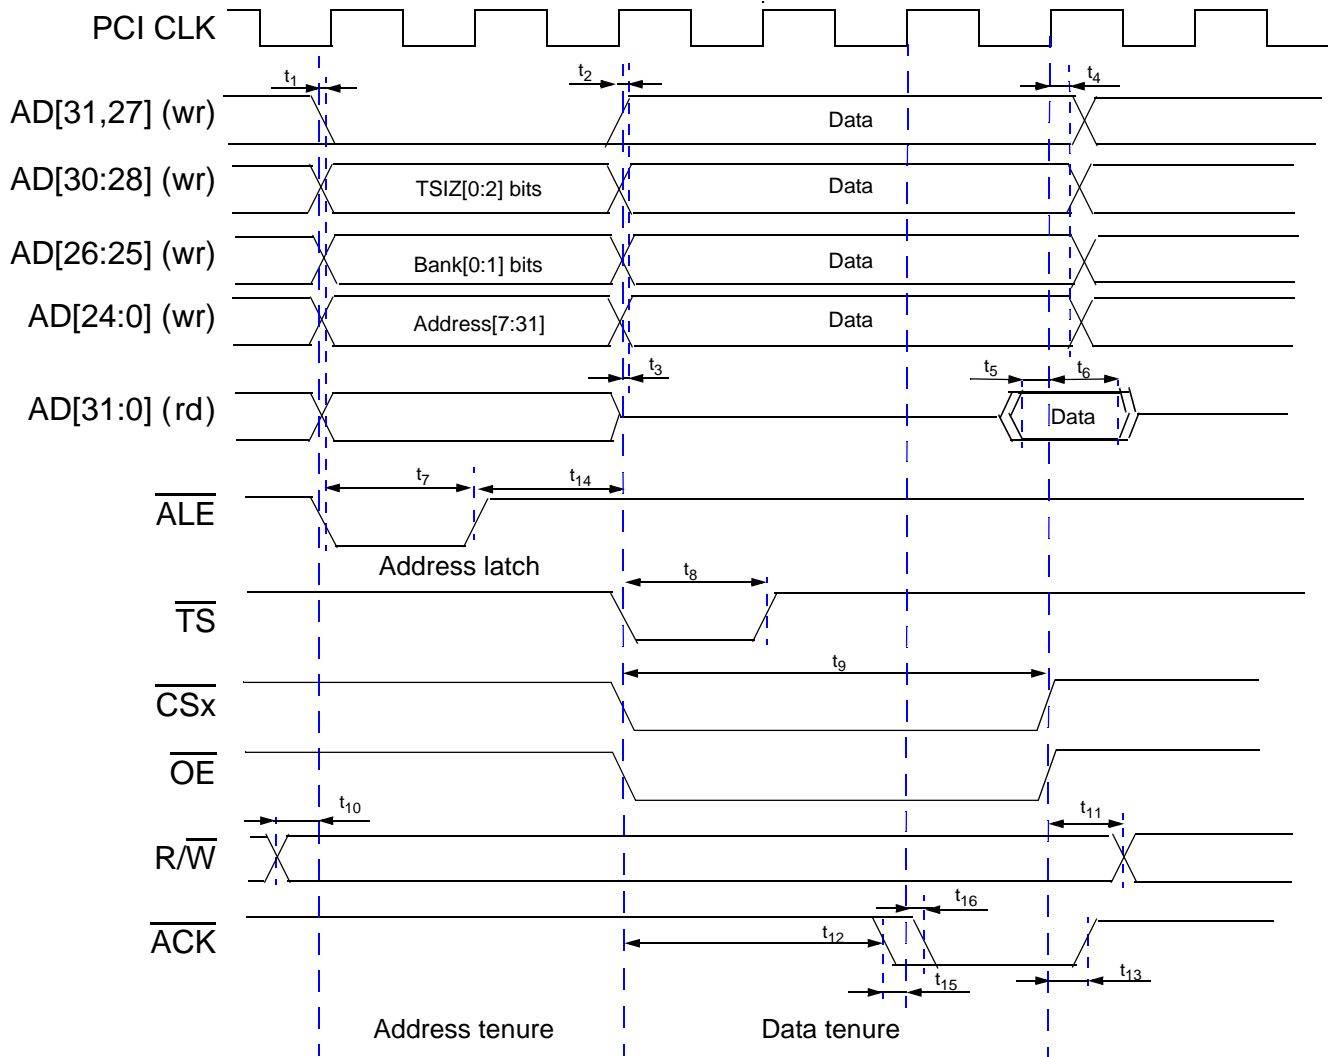 PCI CLK
t1
t2
t4
AD[31,27] (wr)
Data
AD[30:28] (wr)
TSIZ[0:2] bits
Data
AD[26:25] (wr)
Bank[0:1] bits
Data
AD[24:0] (wr)
Address[7:31]
Data
t3
t5
t6
AD[31:0] (rd)
Data
t7
t14
ALE
Address latch
t8
TS
t9
CSx
OE
t10
t11
R/W
t16
ACK
t12
t15
t13
Address tenure
Data tenure